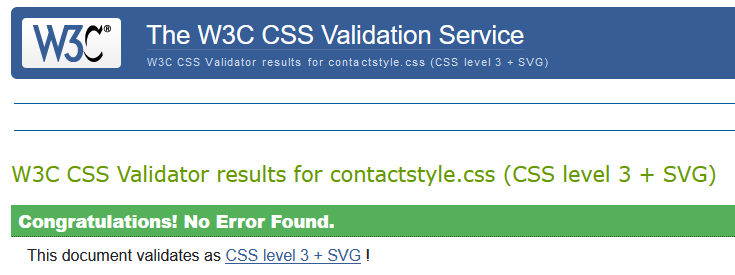 W3C®
The W3C CSS Validation Service
W3C CSS Validator results for contactstyle.css (CSS level 3 + SVG)
W3C CSS Validator results for contactstyle.css (CSS level 3 + SVG)
Congratulations! No Error Found.
This document validates as CSS level 3 + SVG !